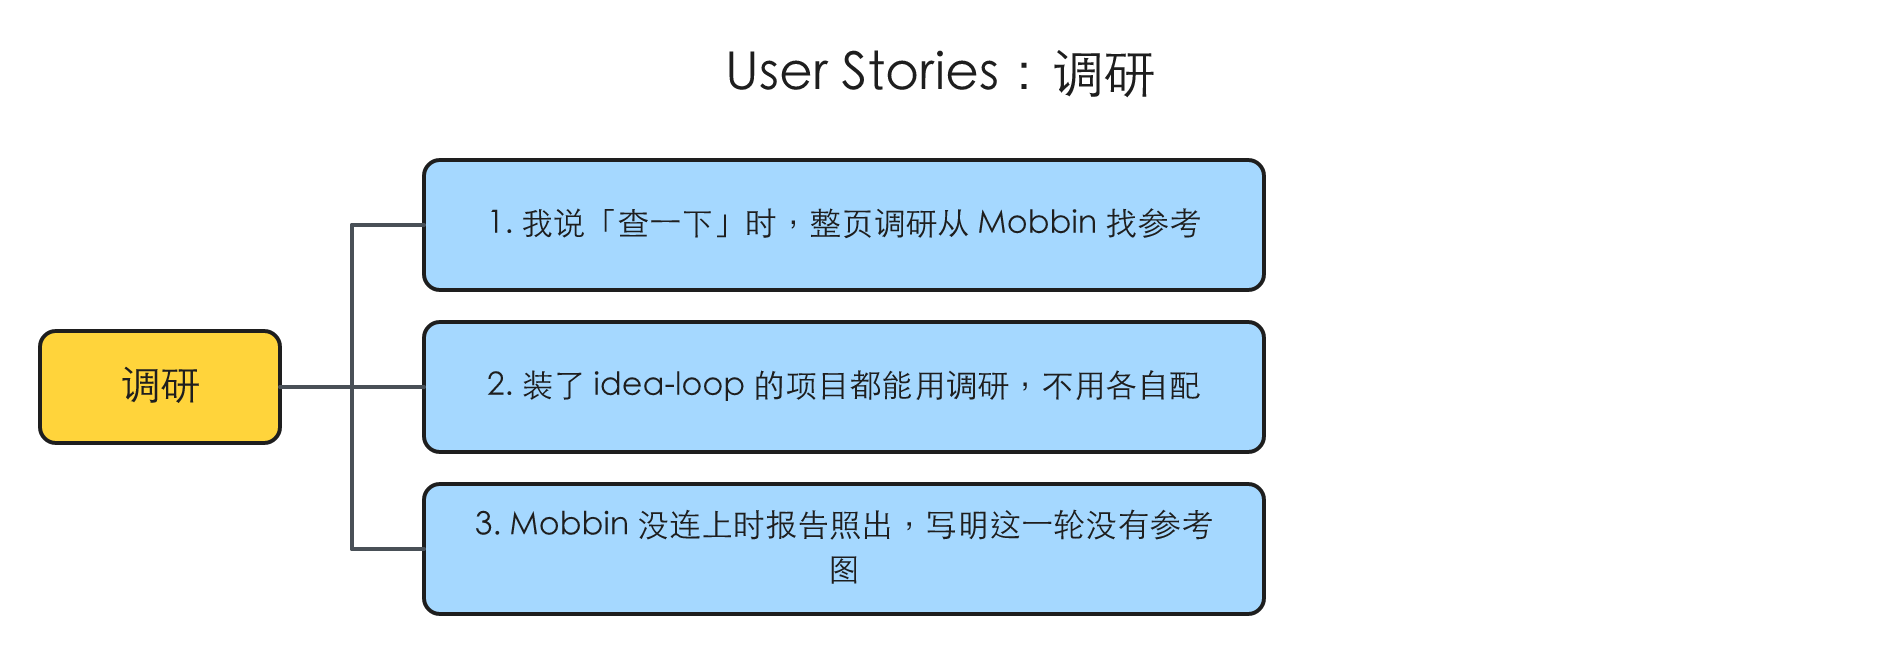 User Stories：调研
1. 我说「查一下」时，整页调研从 Mobbin 找参考
调研
2. 装了 idea-loop 的项目都能用调研，不用各自配
3. Mobbin 没连上时报告照出，写明这一轮没有参考
图